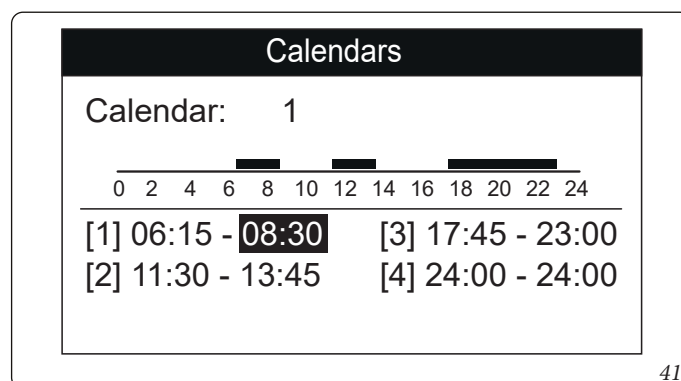 Calendars
Calendar: 1
0 2 4 6 8 10 12 14 16 18 20 22 24
[1] 06:15 - 08:30 [3] 17:45 - 23:00
[2] 11:30 - 13:45 [4] 24:00 - 24:00
41